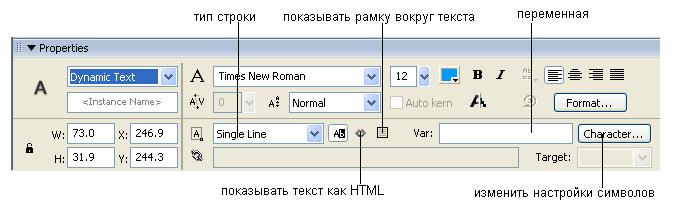 тип строки показывать рамку вокруг текста переменная
Properties
A Dynamic Text A Times New Roman 12 B I
<Instance Name> A V 0 Normal Auto kern Format...
W: 73.0 X: 246.9 Single Line Var: Character...
H: 31.9 Y: 244.3 Target:
показывать текст как HTML изменить настройки символов